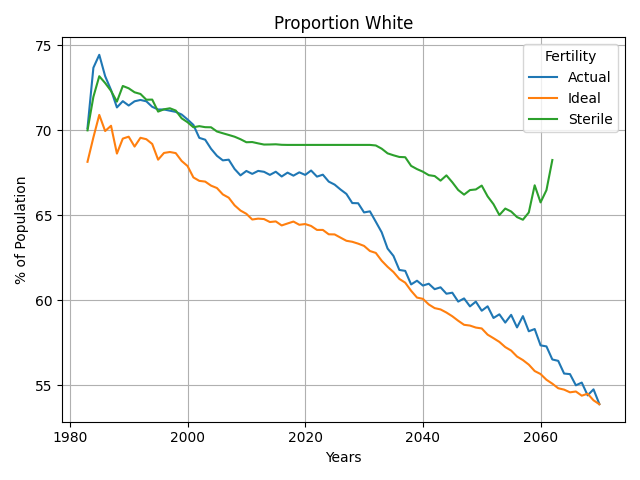 Proportion White
% of Population
75
70
65
60
55
Fertility
Actual
Ideal
Sterile
1980
2000
2020
2040
2060
Years